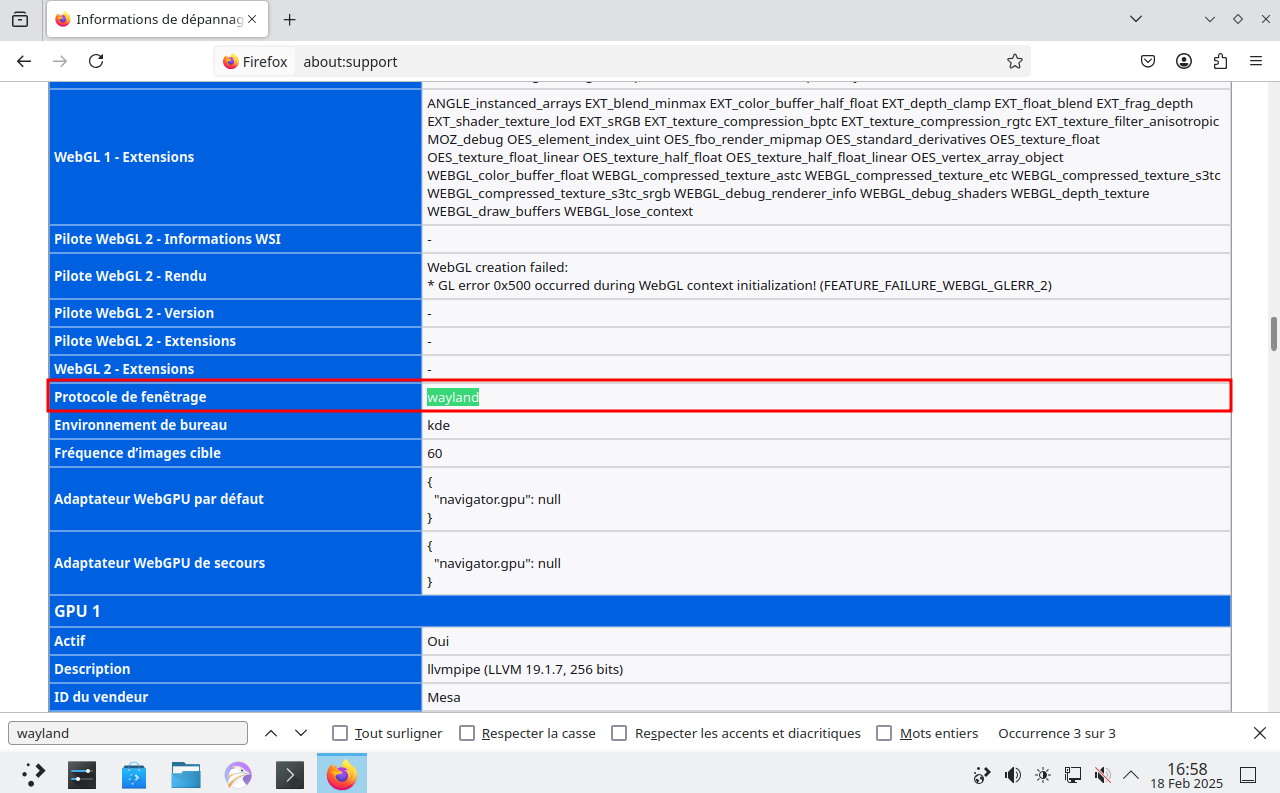 Informations de dépannag
Firefox
about:support
WebGL 1 - Extensions
ANGLE_instanced_arrays EXT_blend_minmax EXT_color_buffer_half_float EXT_depth_clamp EXT_float_blend EXT_frag_depth
EXT_shader_texture_lod EXT_sRGB EXT_texture_compression_bptc EXT_texture_compression_rgtc EXT_texture_filter_anisotropic
MOZ_debug OES_element_index_uint OES_fbo_render_mipmap OES_standard_derivatives OES_texture_float
OES_texture_float_linear OES_texture_half_float OES_texture_half_float_linear OES_vertex_array_object
WEBGL_color_buffer_float WEBGL_compressed_texture_astc WEBGL_compressed_texture_etc WEBGL_compressed_texture_s3tc
WEBGL_compressed_texture_s3tc_srgb WEBGL_debug_renderer_info WEBGL_debug_shaders WEBGL_depth_texture
WEBGL_draw_buffers WEBGL_lose_context
Pilote WebGL 2 - Informations WSI
-
Pilote WebGL 2 - Rendu
WebGL creation failed:
* GL error 0x500 occurred during WebGL context initialization! (FEATURE_FAILURE_WEBGL_GLERR_2)
Pilote WebGL 2 - Version
-
Pilote WebGL 2 - Extensions
-
WebGL 2 - Extensions
-
Protocole de fenêtrage
wayland
Environnement de bureau
kde
Fréquence d’images cible
60
Adaptateur WebGPU par défaut
{
"navigator.gpu": null
}
Adaptateur WebGPU de secours
{
"navigator.gpu": null
}
GPU 1
Actif
Oui
Description
llvmpipe (LLVM 19.1.7, 256 bits)
ID du vendeur
Mesa
wayland
Tout surligner
Respecter la casse
Respecter les accents et diacritiques
Mots entiers
Occurrence 3 sur 3
16:58
18 Feb 2025